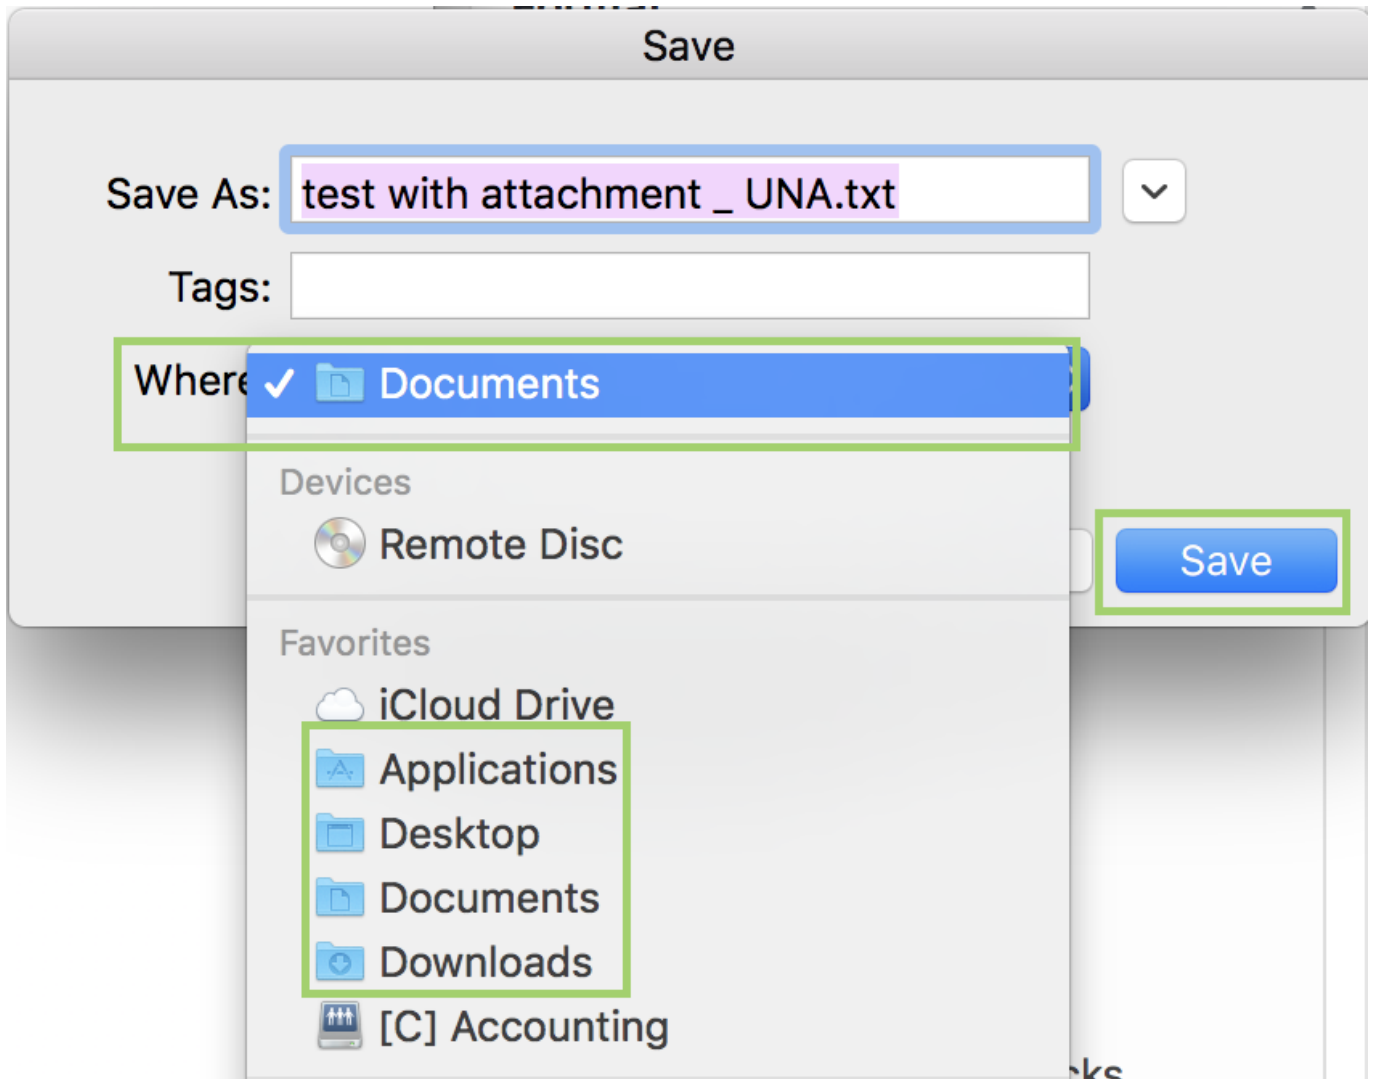 Save
Save As: test with attachment _ UNA.txt
Tags:
Where Documents
Devices
Remote Disc
Save
Favorites
iCloud Drive
Applications
Desktop
Documents
Downloads
[C] Accounting